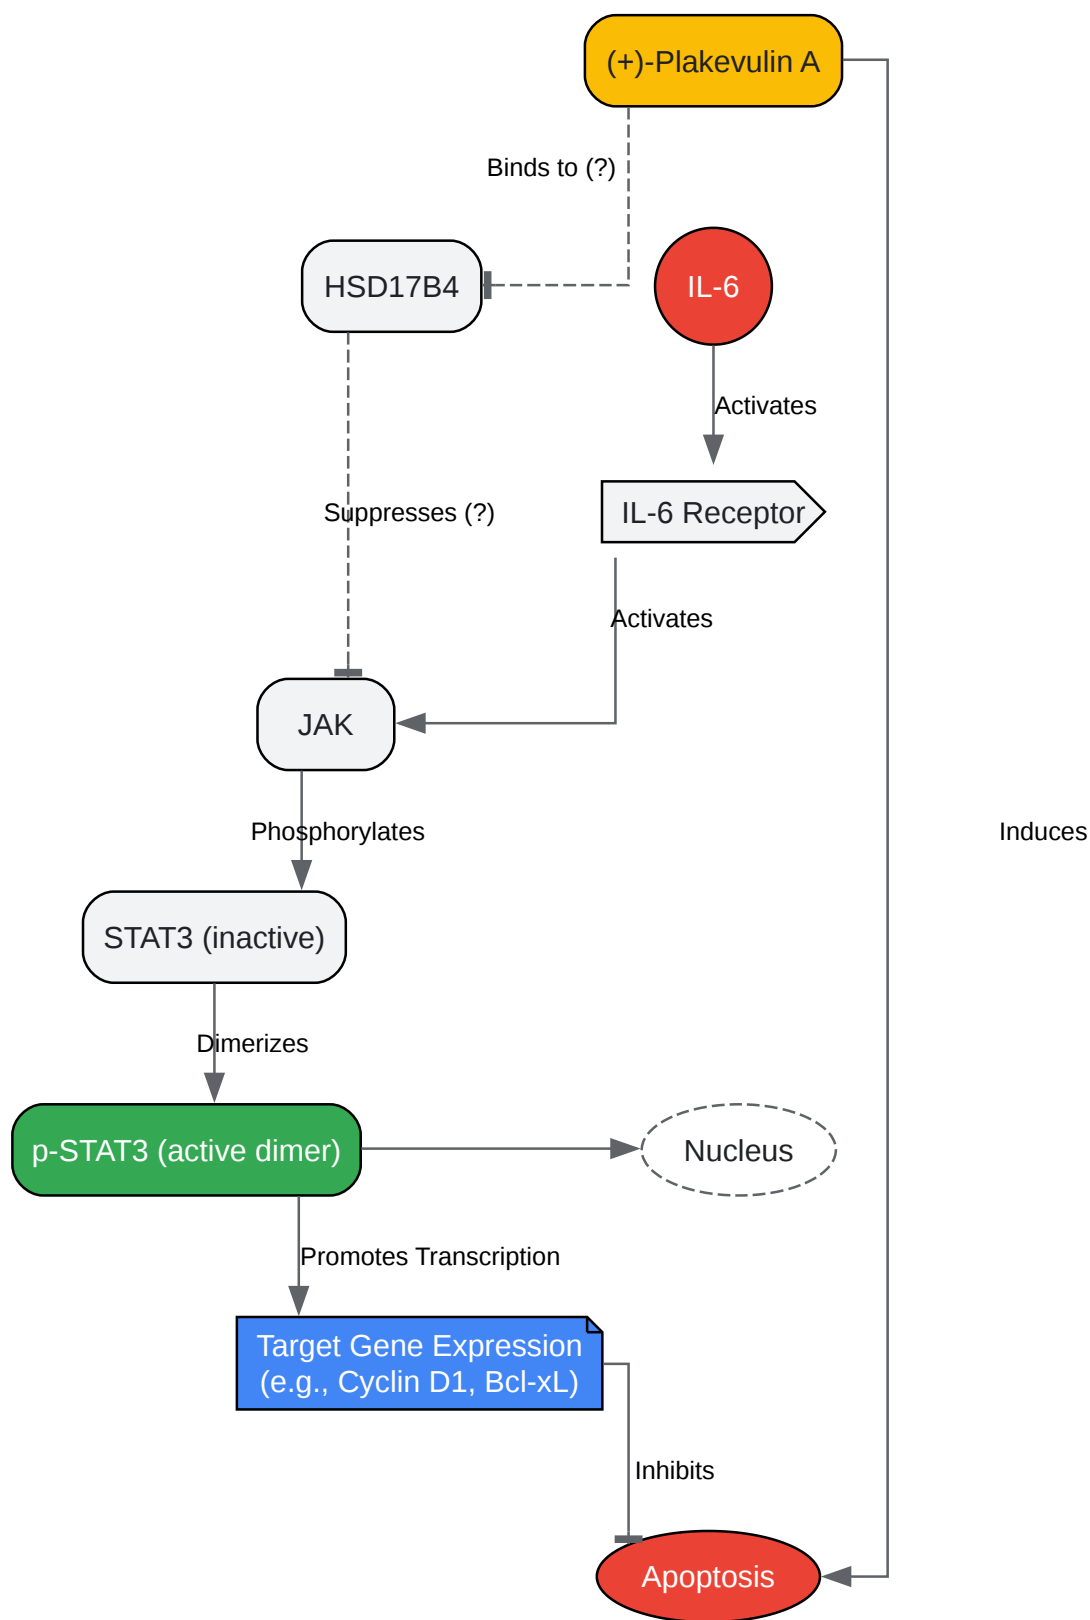 (+)-Plakevulin A
Binds to (?)
HSD17B4
IL-6
Activates
Suppresses (?)
IL-6 Receptor
Activates
JAK
Phosphorylates
Induces
STAT3 (inactive)
Dimerizes
p-STAT3 (active dimer)
Nucleus
Promotes Transcription
Target Gene Expression
(e.g., Cyclin D1, Bcl-xL)
Inhibits
Apoptosis